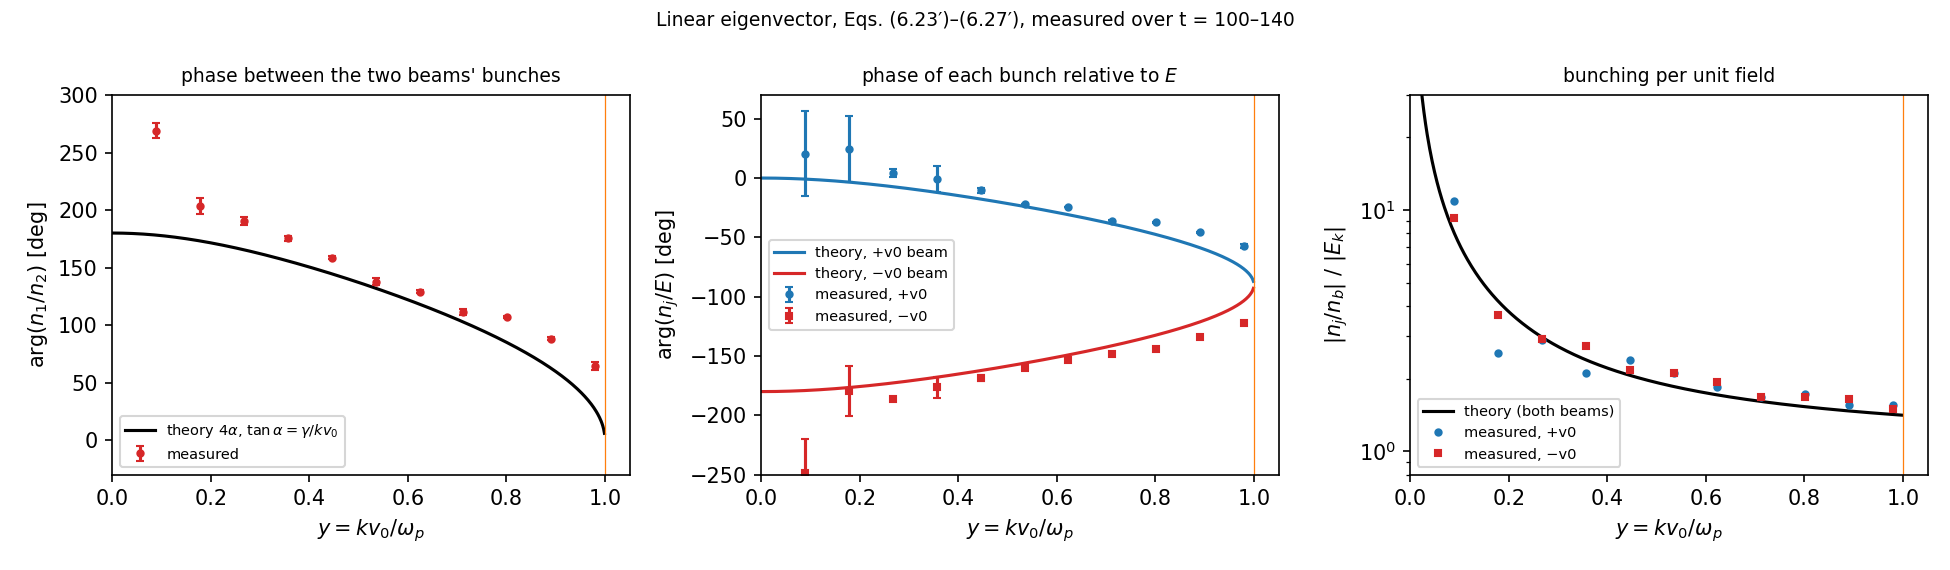 Linear eigenvector, Eqs. (6.23′)–(6.27′), measured over t = 100–140
phase between the two beams' bunches
arg(n₁/n₂) [deg]
300
250
200
150
100
50
0
theory 4α, tan α = γ/kv₀
measured
0.0 0.2 0.4 0.6 0.8 1.0
y = kv₀/ωₚ
phase of each bunch relative to E
arg(nⱼ/E) [deg]
50
0
−50
−100
−150
−200
−250
theory, +v0 beam
theory, −v0 beam
measured, +v0
measured, −v0
0.0 0.2 0.4 0.6 0.8 1.0
y = kv₀/ωₚ
bunching per unit field
|nⱼ/n_b| / |E_k|
10¹
10⁰
theory (both beams)
measured, +v0
measured, −v0
0.0 0.2 0.4 0.6 0.8 1.0
y = kv₀/ωₚ